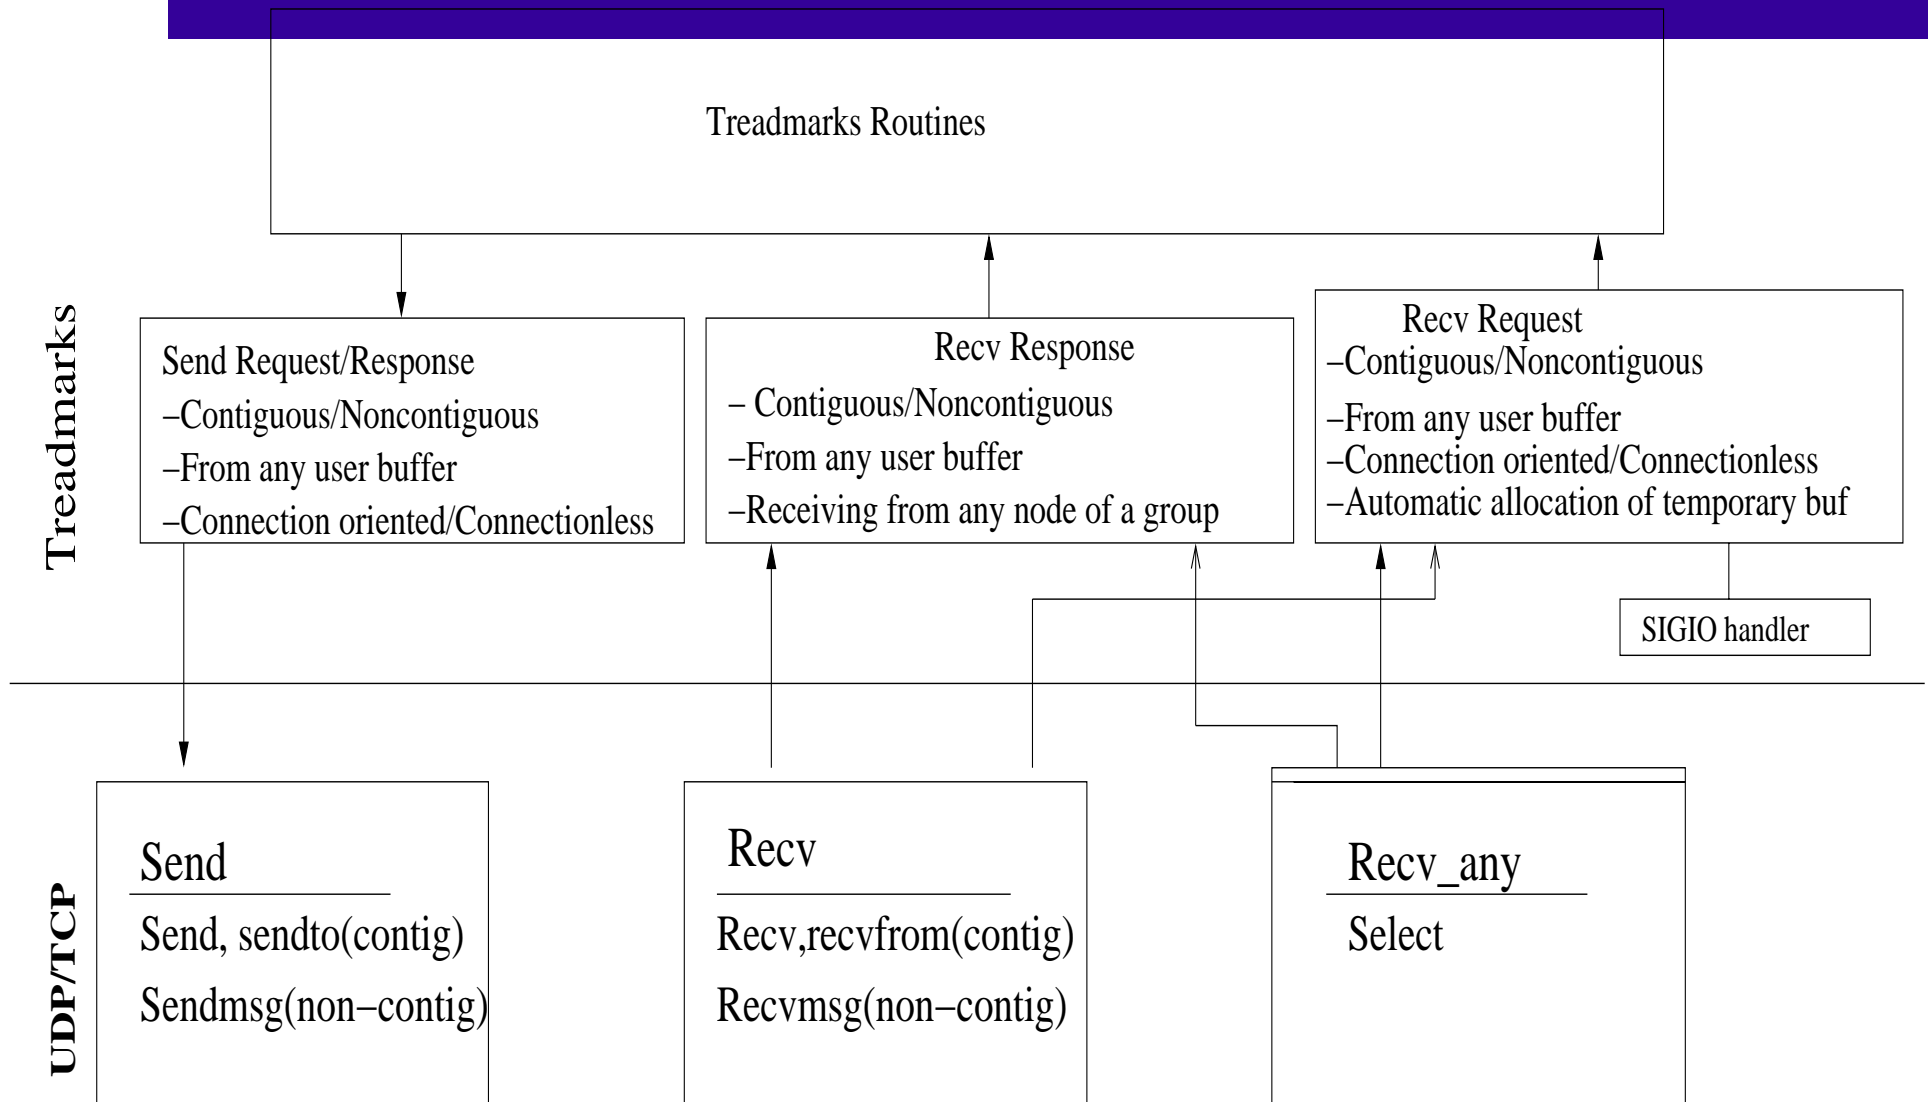 Treadmarks Routines
Treadmarks
Send Request/Response
–Contiguous/Noncontiguous
–From any user buffer
–Connection oriented/Connectionless
Recv Response
– Contiguous/Noncontiguous
–From any user buffer
–Receiving from any node of a group
Recv Request
–Contiguous/Noncontiguous
–From any user buffer
–Connection oriented/Connectionless
–Automatic allocation of temporary buf
SIGIO handler
UDP/TCP
Send
Send, sendto(contig)
Sendmsg(non–contig)
Recv
Recv,recvfrom(contig)
Recvmsg(non–contig)
Recv_any
Select